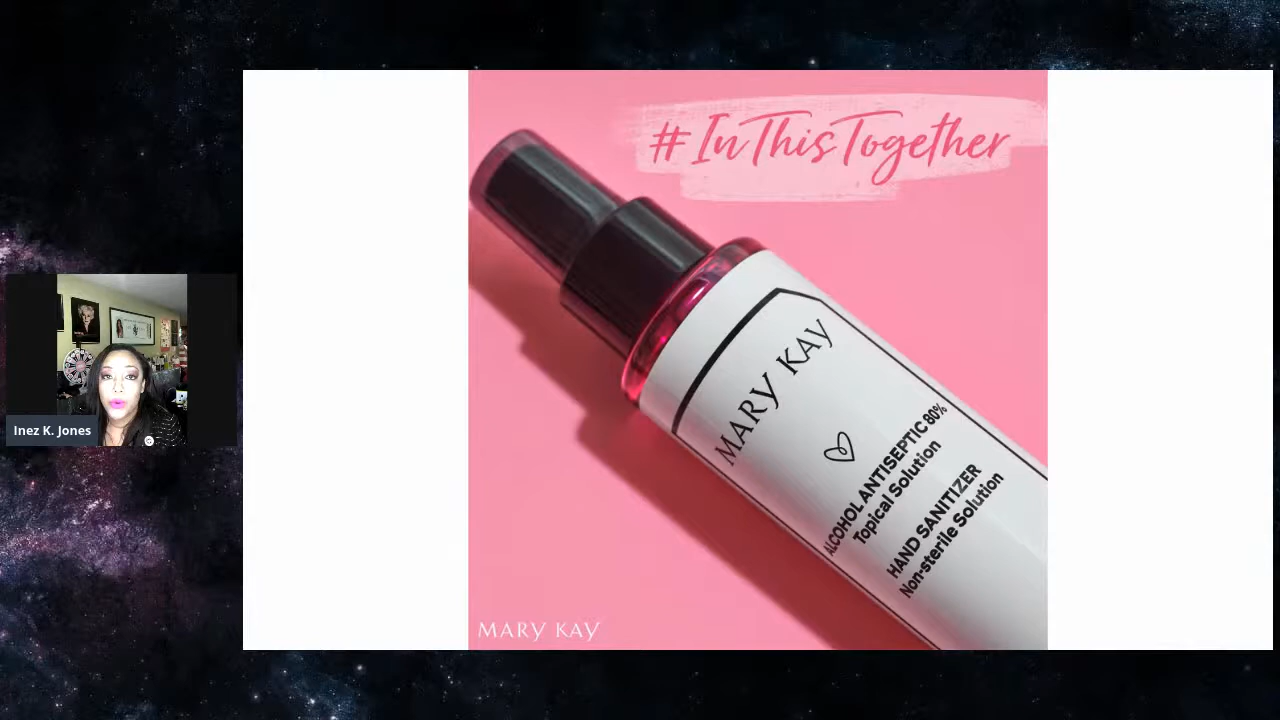 #InThisTogether
MARY KAY
ALCOHOL ANTISEPTIC 80%
Topical Solution
HAND SANITIZER
Non-sterile Solution
Inez K. Jones
MARY KAY